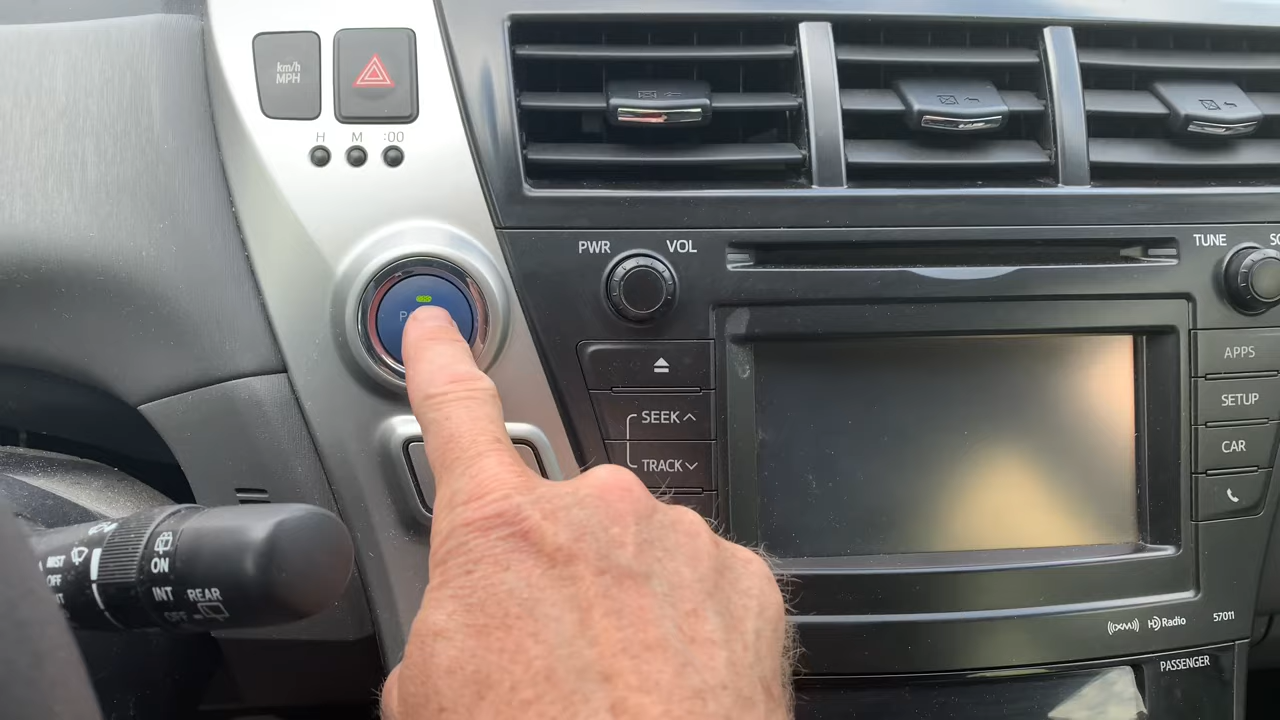 km/h
MPH
H M :00
PWR VOL
TUNE
SEEK
TRACK
APPS
SETUP
CAR
MIST
OFF
ON
INT REAR
OFF
((XM)) HD Radio 57011
PASSENGER